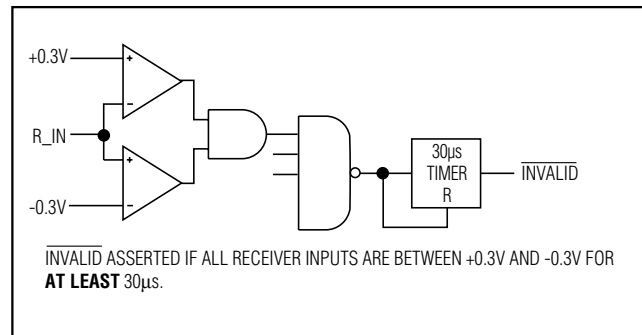 +0.3V
R_IN
-0.3V
+
-
+
-
30µs
TIMER
R
INVALID
INVALID ASSERTED IF ALL RECEIVER INPUTS ARE BETWEEN +0.3V AND -0.3V FOR
AT LEAST 30µs.